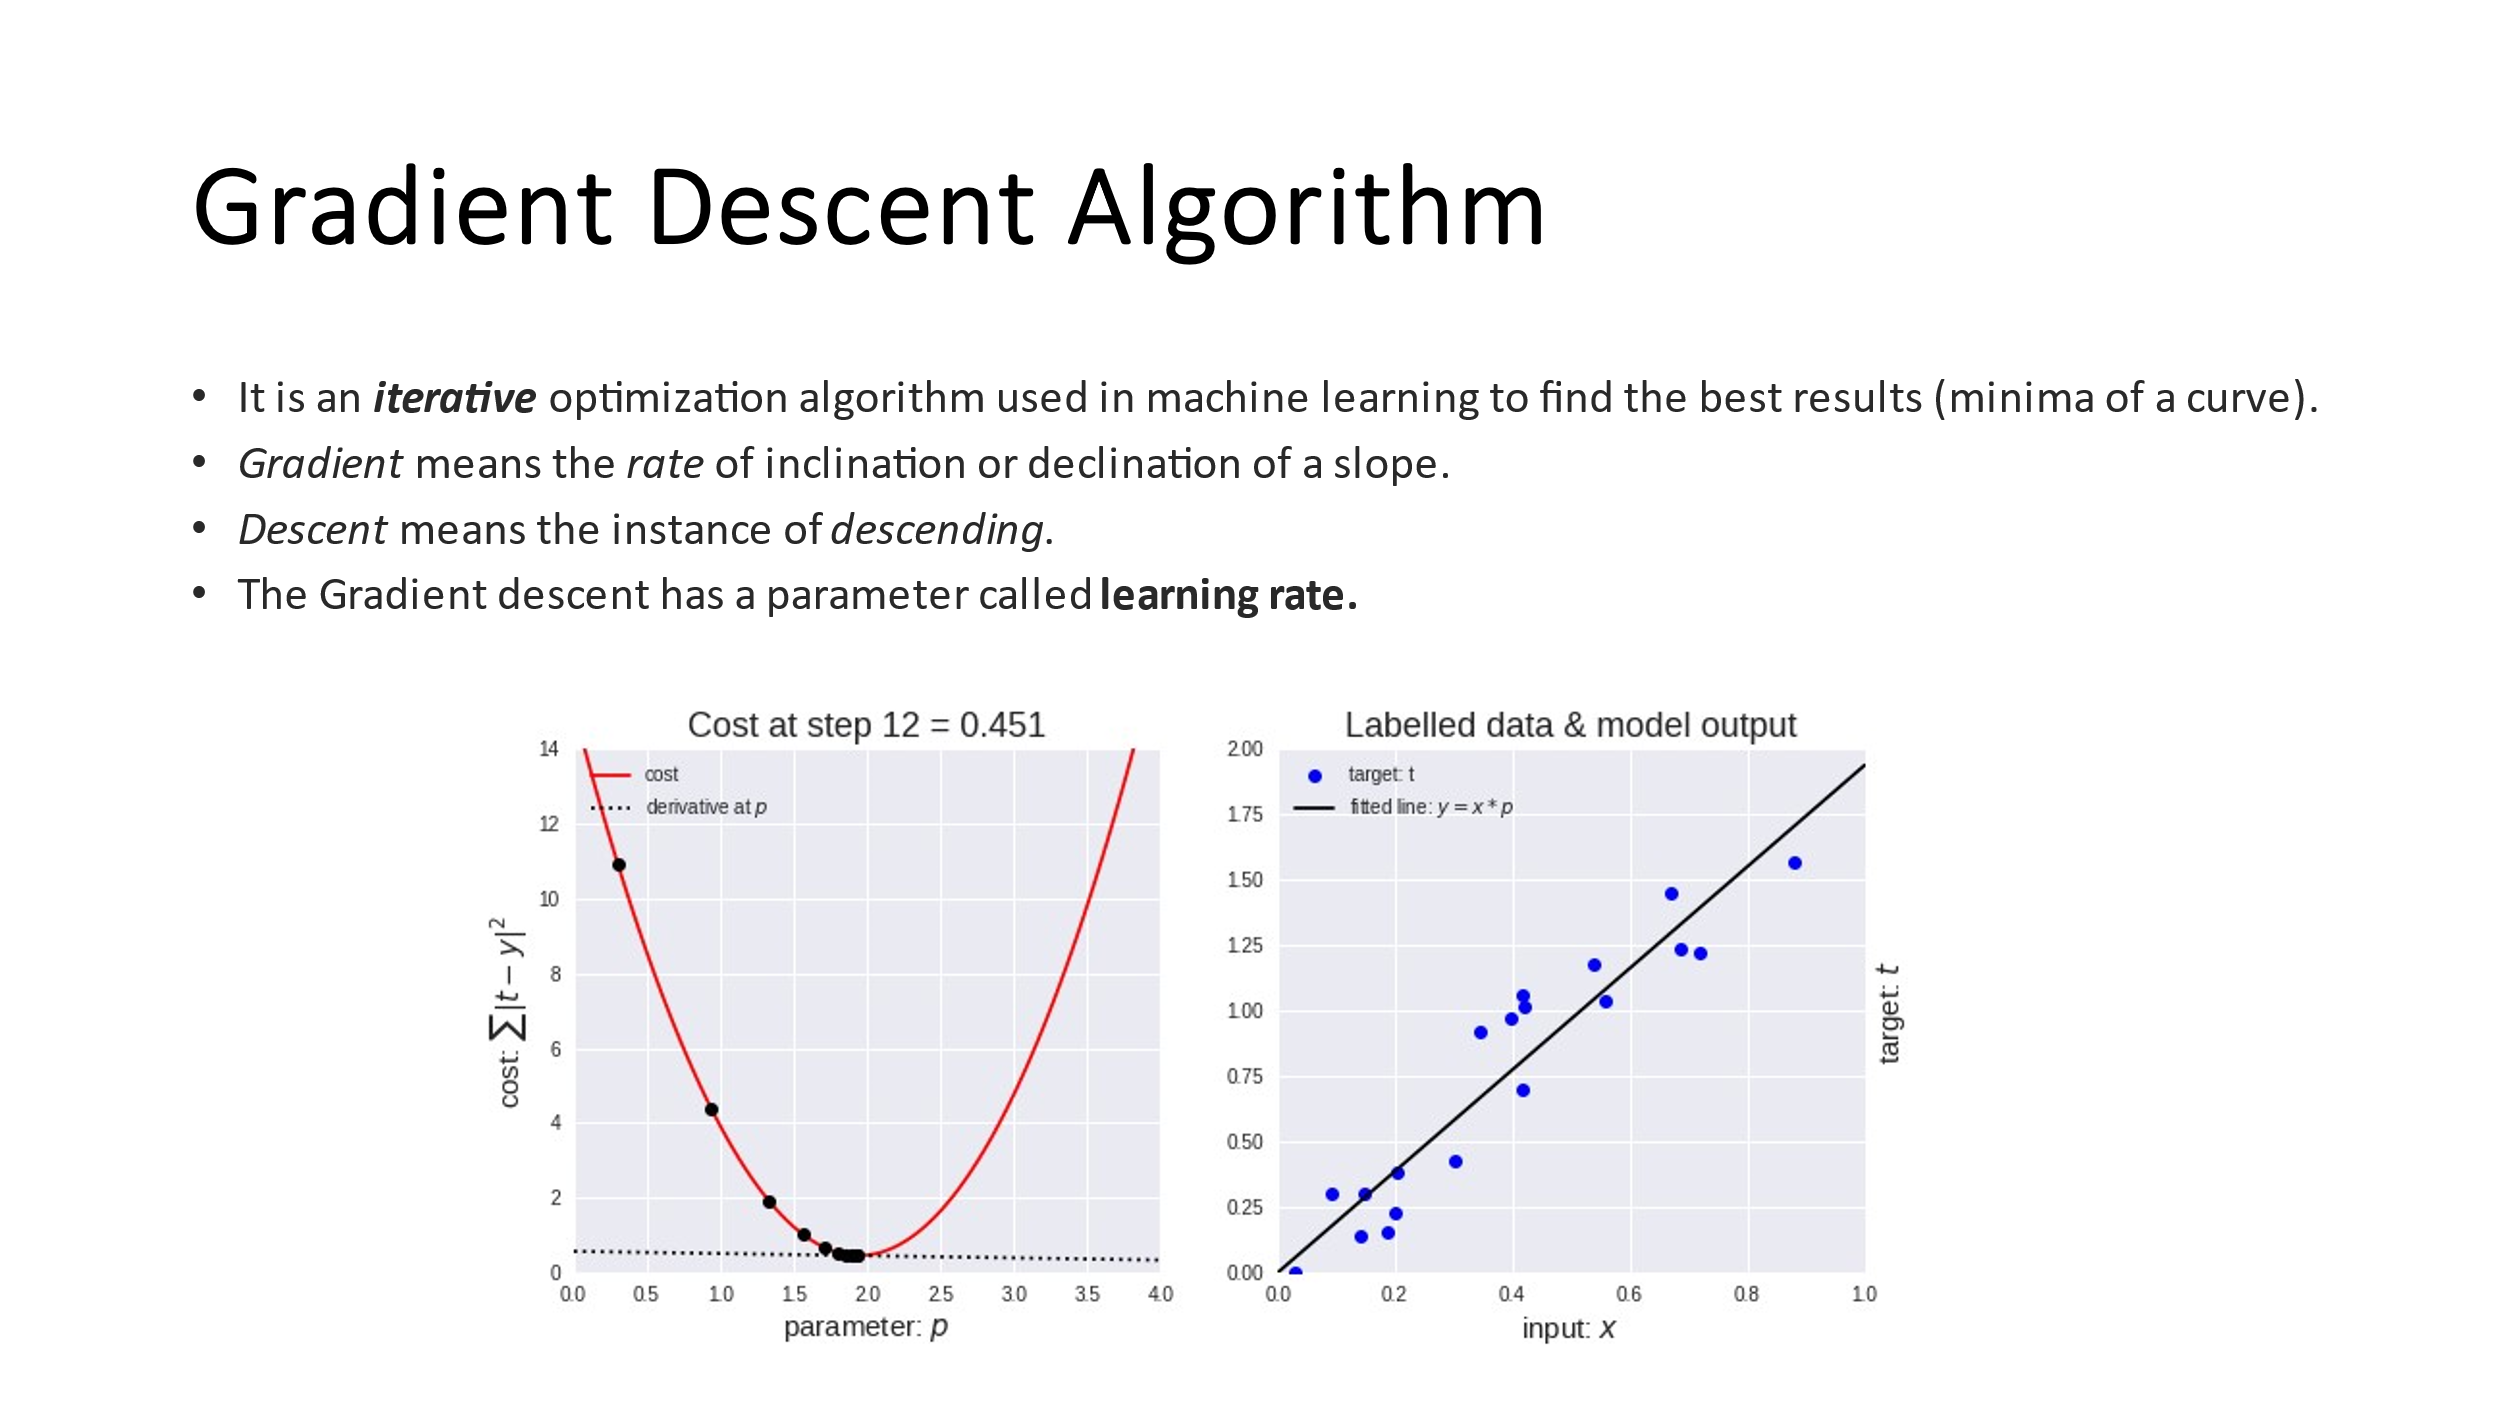 Gradient Descent Algorithm
• It is an iterative optimization algorithm used in machine learning to find the best results (minima of a curve).
• Gradient means the rate of inclination or declination of a slope.
• Descent means the instance of descending.
• The Gradient descent has a parameter called learning rate.
Cost at step 12 = 0.451
cost
derivative at p
14
12
10
8
6
4
2
0
0.0 0.5 1.0 1.5 2.0 2.5 3.0 3.5 4.0
cost: ∑|t − y|²
parameter: p
Labelled data & model output
target: t
fitted line: y = x * p
2.00
1.75
1.50
1.25
1.00
0.75
0.50
0.25
0.00
0.0 0.2 0.4 0.6 0.8 1.0
input: x
target: t